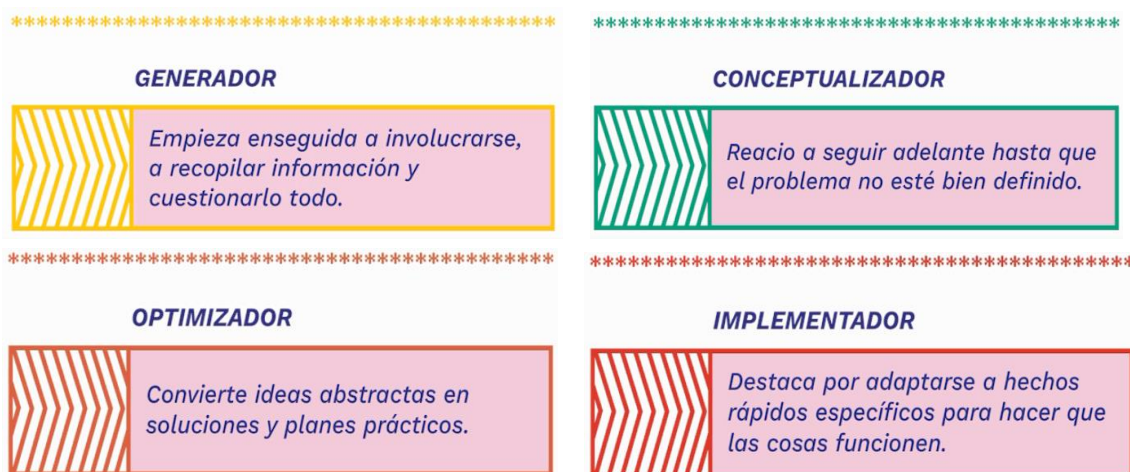 GENERADOR
Empieza enseguida a involucrarse,
a recopilar información y
cuestionarlo todo.
CONCEPTUALIZADOR
Reacio a seguir adelante hasta que
el problema no esté bien definido.
OPTIMIZADOR
Convierte ideas abstractas en
soluciones y planes prácticos.
IMPLEMENTADOR
Destaca por adaptarse a hechos
rápidos específicos para hacer que
las cosas funcionen.